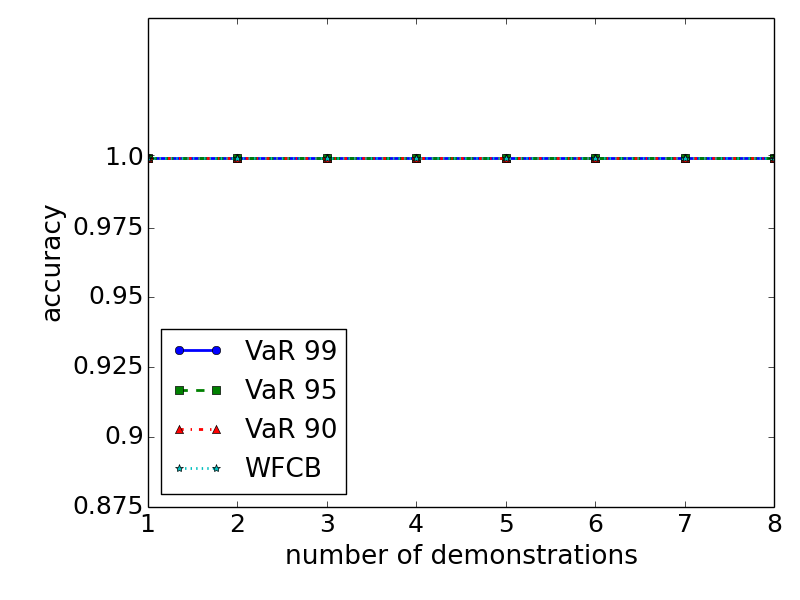 1.0
0.975
0.95
0.925
0.9
0.875
accuracy
VaR 99
VaR 95
VaR 90
WFCB
1 2 3 4 5 6 7 8
number of demonstrations